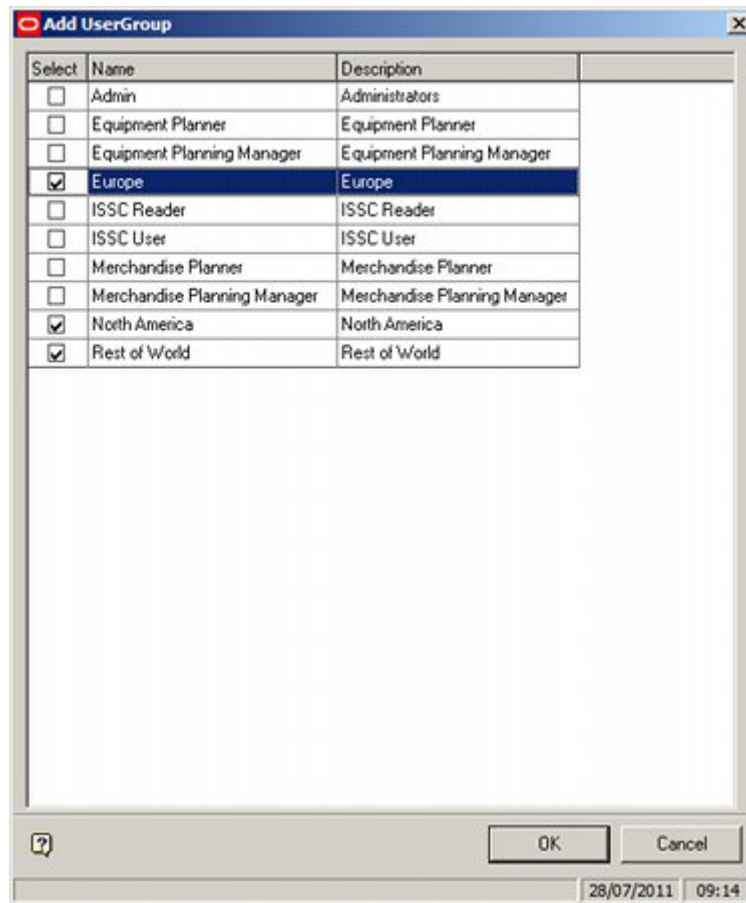 Add UserGroup
Select Name Description
Admin Administrators
Equipment Planner Equipment Planner
Equipment Planning Manager Equipment Planning Manager
Europe Europe
ISSC Reader ISSC Reader
ISSC User ISSC User
Merchandise Planner Merchandise Planner
Merchandise Planning Manager Merchandise Planning Manager
North America North America
Rest of World Rest of World
? OK Cancel
28/07/2011 09:14